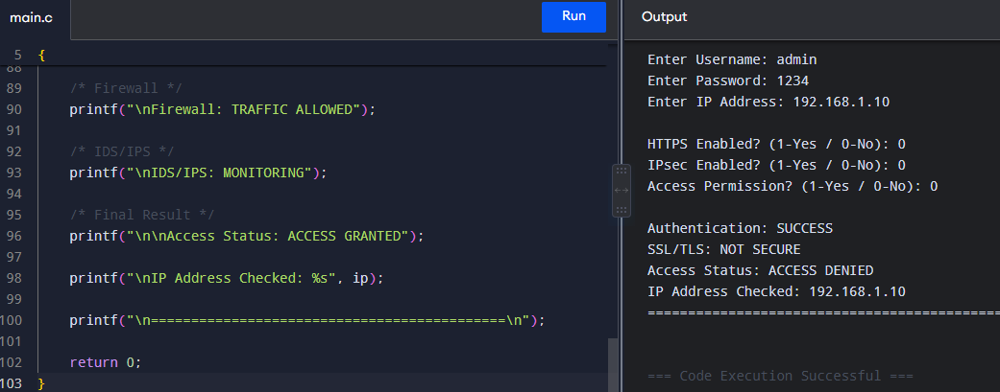 main.c
Run
5 {
88
89 /* Firewall */
90 printf("\nFirewall: TRAFFIC ALLOWED");
91
92 /* IDS/IPS */
93 printf("\nIDS/IPS: MONITORING");
94
95 /* Final Result */
96 printf("\n\nAccess Status: ACCESS GRANTED");
97
98 printf("\nIP Address Checked: %s", ip);
99
100 printf("\n============================================\n");
101
102 return 0;
103 }
Output
Enter Username: admin
Enter Password: 1234
Enter IP Address: 192.168.1.10
HTTPS Enabled? (1-Yes / 0-No): 0
IPsec Enabled? (1-Yes / 0-No): 0
Access Permission? (1-Yes / 0-No): 0
Authentication: SUCCESS
SSL/TLS: NOT SECURE
Access Status: ACCESS DENIED
IP Address Checked: 192.168.1.10
============================================
=== Code Execution Successful ===